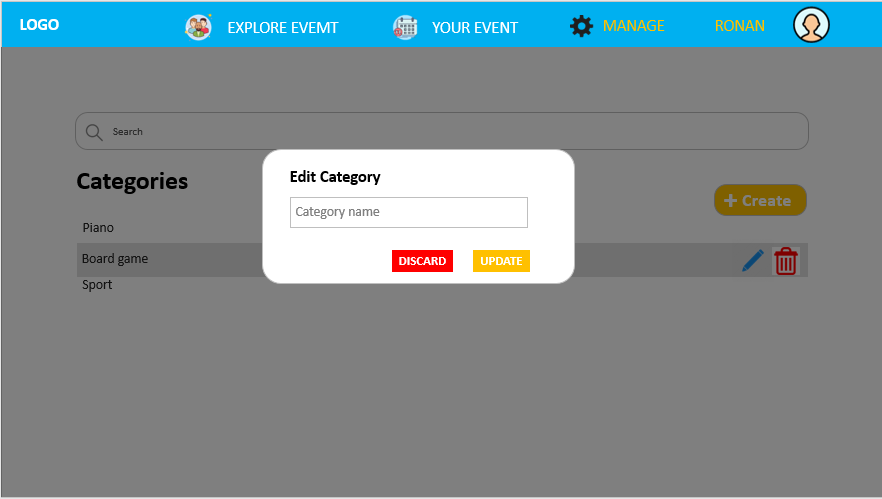 LOGO
EXPLORE EVEMT
YOUR EVENT
MANAGE
RONAN
Search
Categories
Create
Piano
Board game
Sport
Edit Category
Category name
DISCARD
UPDATE